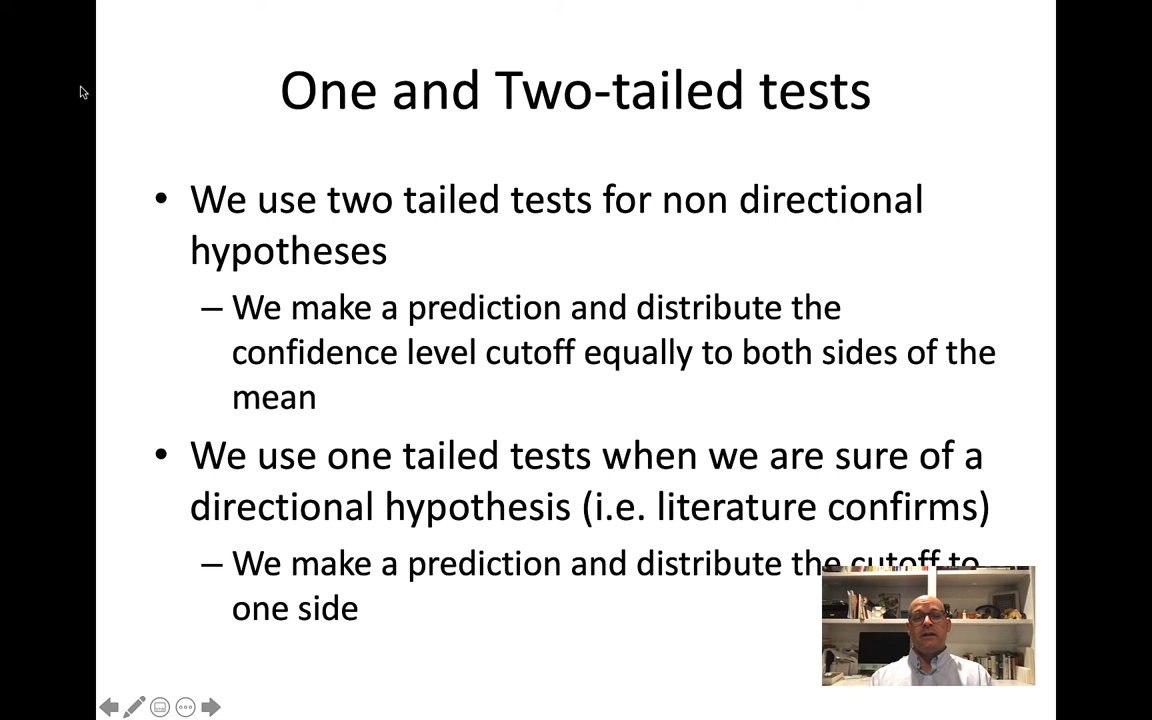 One and Two-tailed tests
• We use two tailed tests for non directional
hypotheses
– We make a prediction and distribute the
confidence level cutoff equally to both sides of the
mean
• We use one tailed tests when we are sure of a
directional hypothesis (i.e. literature confirms)
– We make a prediction and distribute the cutoff to
one side